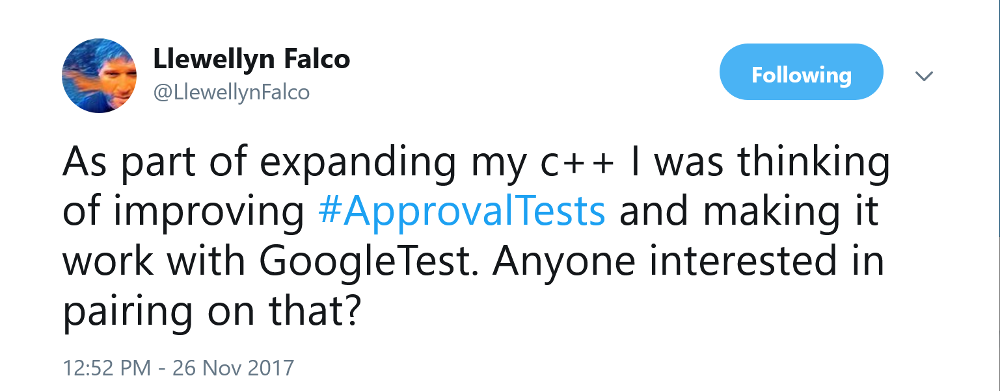 Llewellyn Falco
@LlewellynFalco
Following
As part of expanding my c++ I was thinking
of improving #ApprovalTests and making it
work with GoogleTest. Anyone interested in
pairing on that?
12:52 PM - 26 Nov 2017